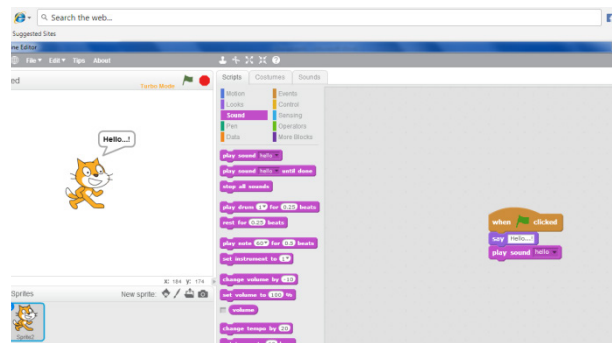 Search the web...
Suggested Sites
ne Editor
File Edit Tips About
ed
Turbo Mode
Scripts Costumes Sounds
Motion Events
Looks Control
Sound Sensing
Pen Operators
Data More Blocks
Hello...!
play sound hello
play sound hello until done
stop all sounds
play drum 1 for 0.25 beats
rest for 0.25 beats
play note 60 for 0.5 beats
set instrument to 1
change volume by -10
set volume to 100 %
volume
change tempo by 20
when clicked
say Hello...!
play sound hello
X: 184 y: 174
Sprites New sprite:
Sprite2